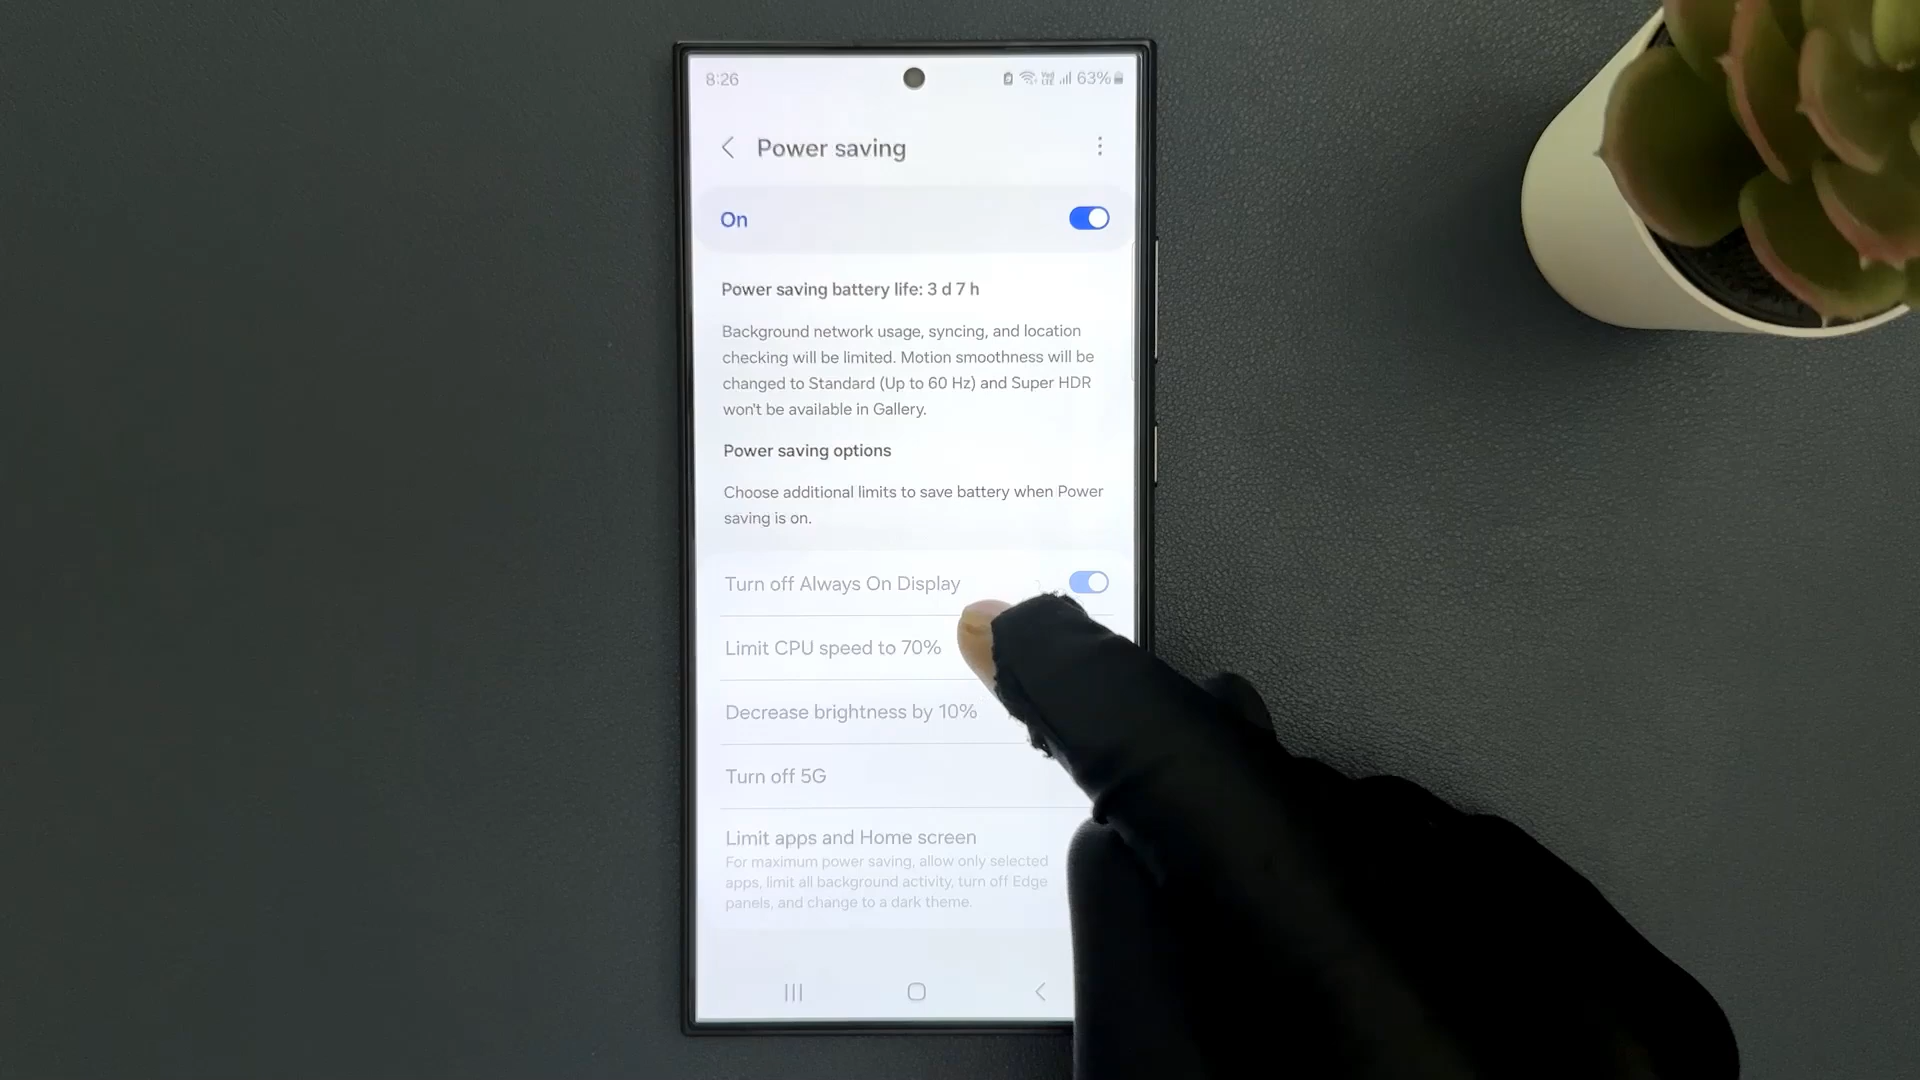 8:26
Vo) LTE 63%
Power saving
On
Power saving battery life: 3 d 7 h
Background network usage, syncing, and location
checking will be limited. Motion smoothness will be
changed to Standard (Up to 60 Hz) and Super HDR
won't be available in Gallery.
Power saving options
Choose additional limits to save battery when Power
saving is on.
Turn off Always On Display
Limit CPU speed to 70%
Decrease brightness by 10%
Turn off 5G
Limit apps and Home screen
For maximum power saving, allow only selected
apps, limit all background activity, turn off Edge
panels, and change to a dark theme.